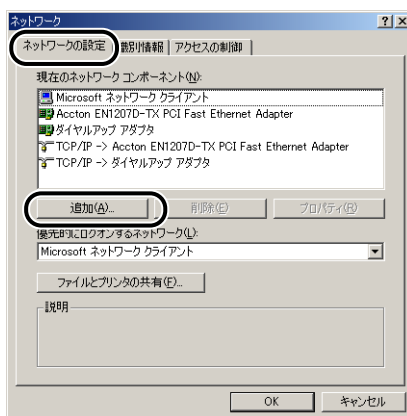 ネットワーク
ネットワークの設定 識別情報 アクセスの制御
現在のネットワーク コンポーネント(N):
Microsoft ネットワーク クライアント
Accton EN1207D-TX PCI Fast Ethernet Adapter
ダイヤルアップ アダプタ
TCP/IP -> Accton EN1207D-TX PCI Fast Ethernet Adapter
TCP/IP -> ダイヤルアップ アダプタ
追加(A)... 削除(E) プロパティ(R)
優先的にログオンするネットワーク(L):
Microsoft ネットワーク クライアント
ファイルとプリンタの共有(F)...
説明
OK キャンセル